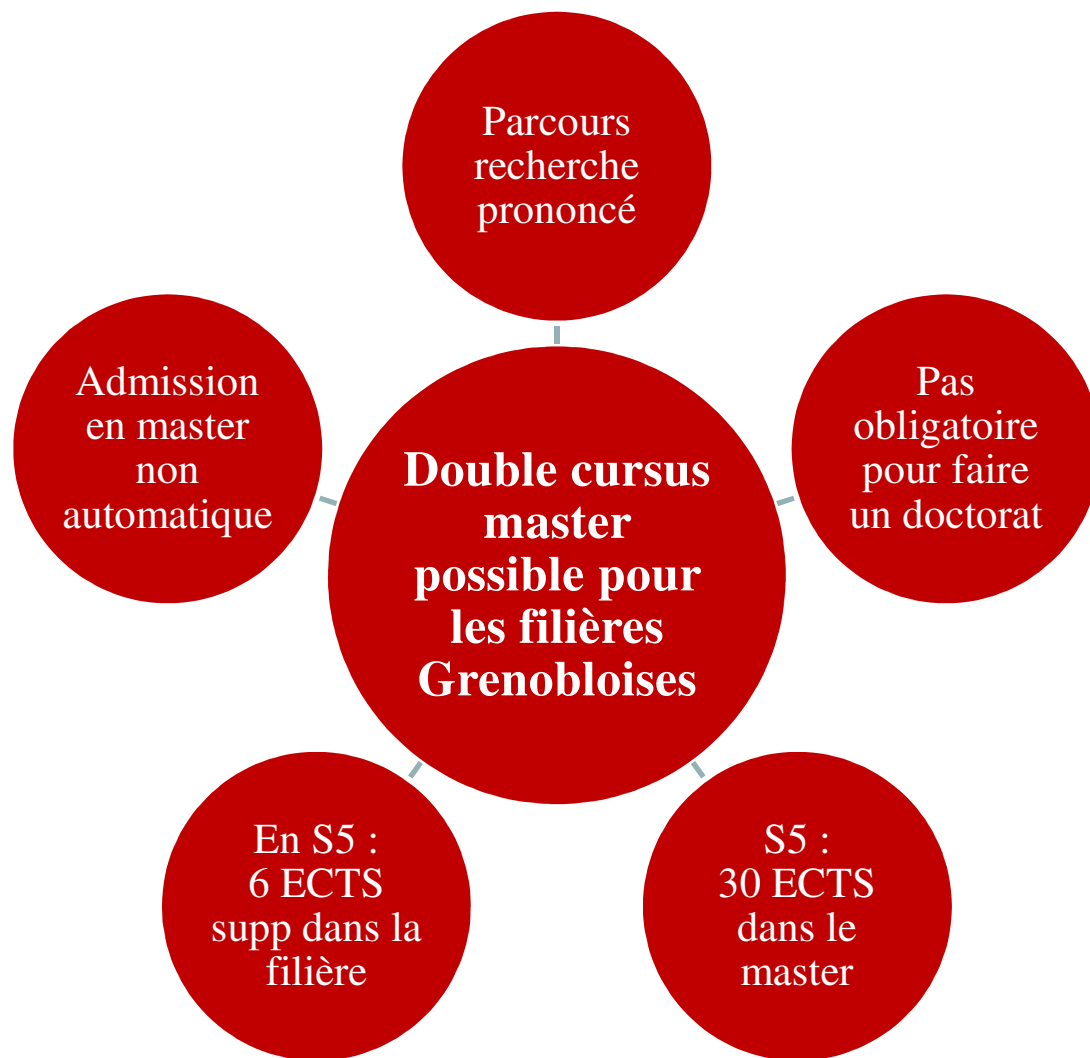 Parcours
recherche
prononcé
Admission
en master
non
automatique
Pas
obligatoire
pour faire
un doctorat
Double cursus
master
possible pour
les filières
Grenobloises
En S5 :
6 ECTS
supp dans la
filière
S5 :
30 ECTS
dans le
master